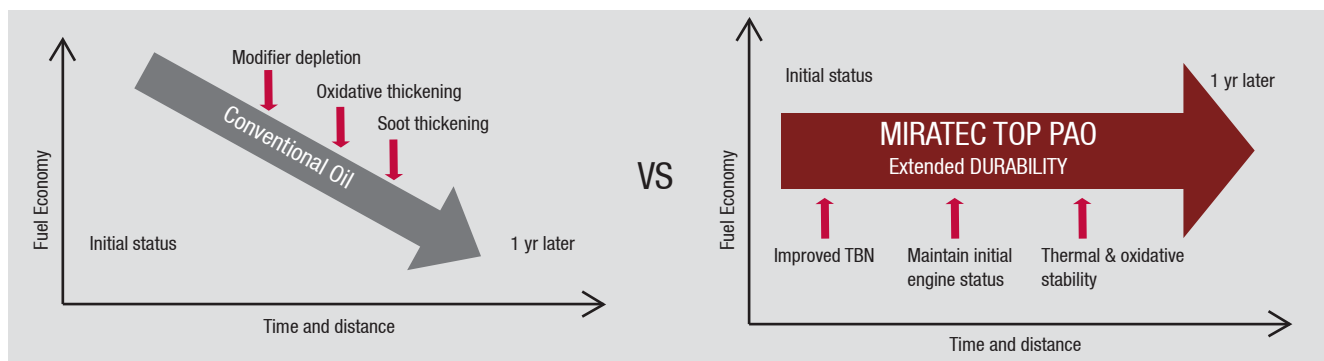 Modifier depletion
Oxidative thickening
Soot thickening
Conventional Oil
Fuel Economy
Initial status
1 yr later
Time and distance
VS
Initial status
1 yr later
MIRATEC TOP PAO
Extended DURABILITY
Fuel Economy
Improved TBN
Maintain initial
engine status
Thermal & oxidative
stability
Time and distance